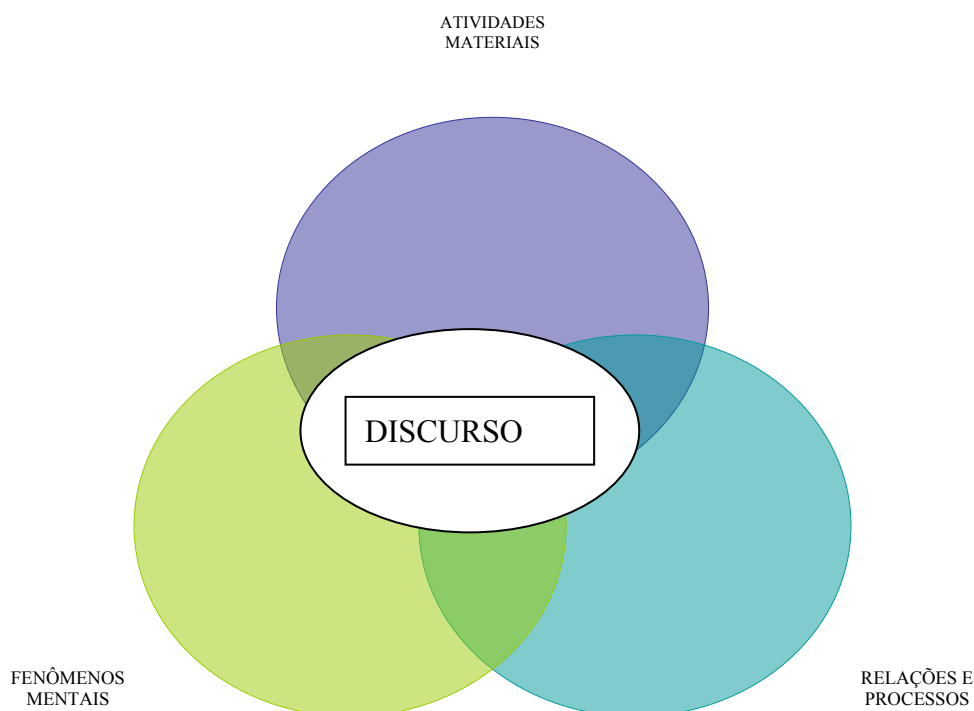 ATIVIDADES
MATERIAIS
DISCURSO
FENÔMENOS
MENTAIS
RELAÇÕES E
PROCESSOS